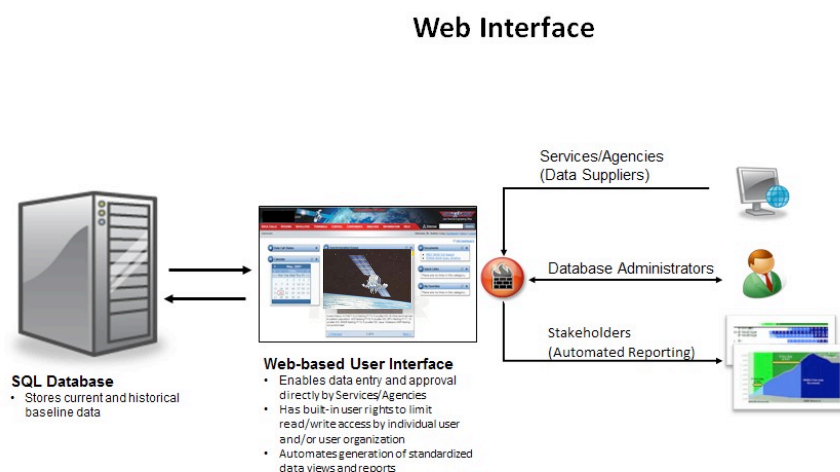 Web Interface
Services/Agencies
(Data Suppliers)
Database Administrators
Stakeholders
(Automated Reporting)
SQL Database
• Stores current and historical
baseline data
Web-based User Interface
• Enables data entry and approval
directly by Services/Agencies
• Has built-in user rights to limit
read/write access by individual user
and/or user organization
• Automates generation of standardized
data views and reports